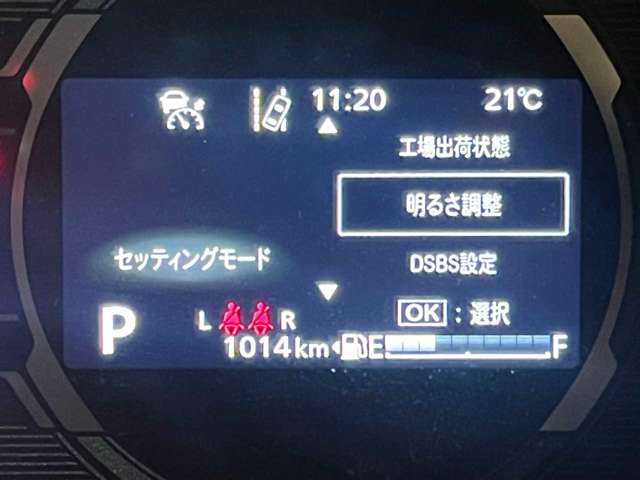 11:20 21℃
工場出荷状態
明るさ調整
セッティングモード
DSBS設定
OK：選択
P
L R
1014km
E F